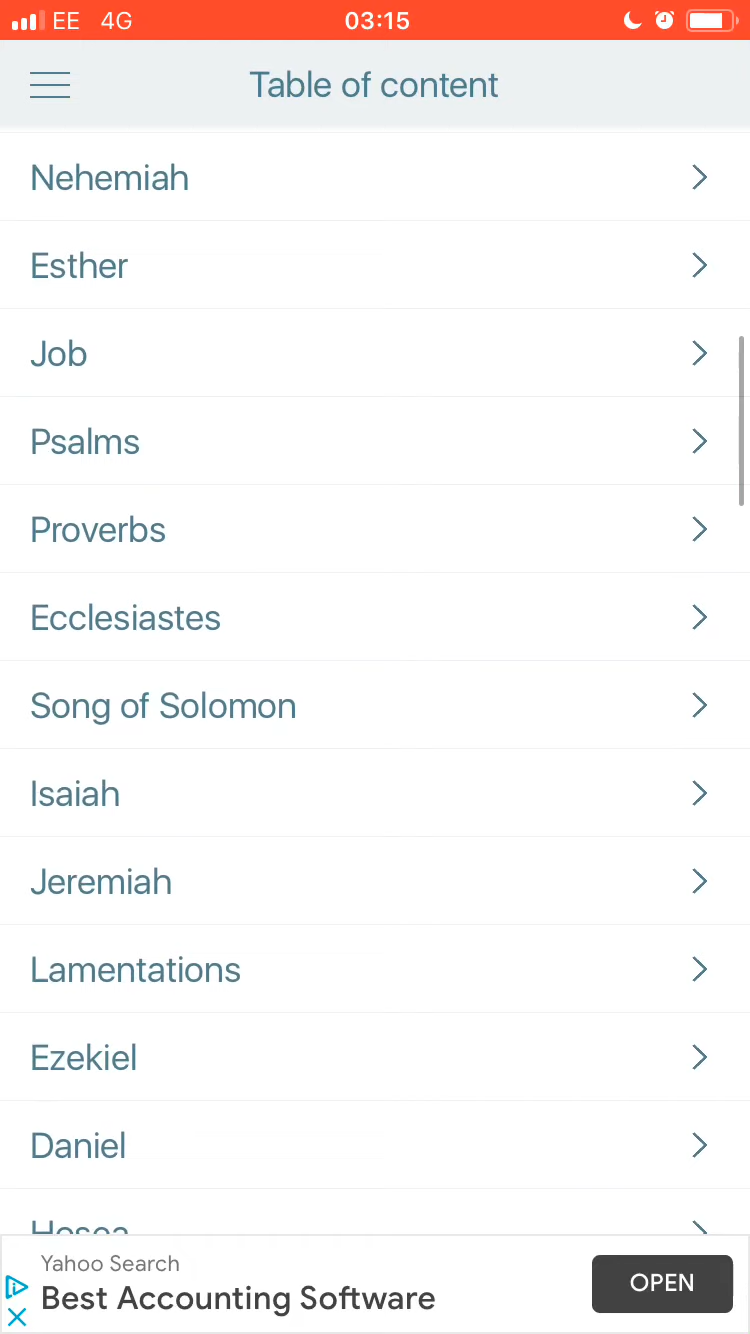 EE 4G 03:15
Table of content
Nehemiah
Esther
Job
Psalms
Proverbs
Ecclesiastes
Song of Solomon
Isaiah
Jeremiah
Lamentations
Ezekiel
Daniel
Hosea
Yahoo Search
Best Accounting Software
OPEN